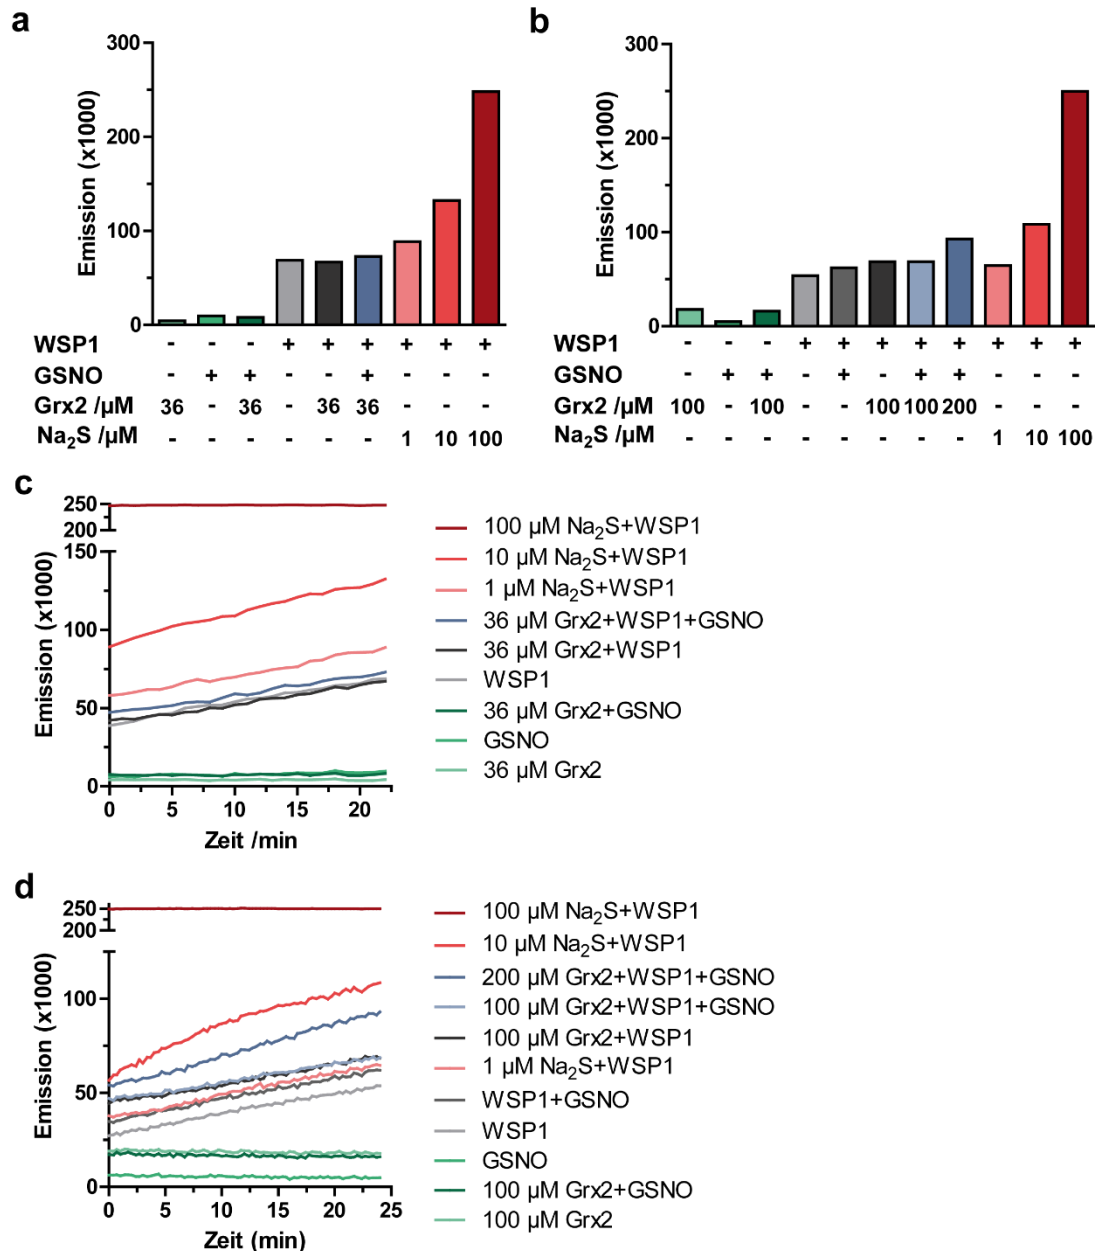 a
Emission (x1000)
300
200
100
0
WSP1 - - - + + + + + +
GSNO - + + - - + - - -
Grx2 /µM 36 - 36 - 36 36 - - -
Na₂S /µM - - - - - - 1 10 100
b
Emission (x1000)
300
200
100
0
WSP1 - - - + + + + + + + +
GSNO - + + - + - + + - - -
Grx2 /µM 100 - 100 - - 100 100 200 - - -
Na₂S /µM - - - - - - - - 1 10 100
c
Emission (x1000)
250
200
150
100
50
0
0 5 10 15 20
Zeit /min
100 µM Na₂S+WSP1
10 µM Na₂S+WSP1
1 µM Na₂S+WSP1
36 µM Grx2+WSP1+GSNO
36 µM Grx2+WSP1
WSP1
36 µM Grx2+GSNO
GSNO
36 µM Grx2
d
Emission (x1000)
250
200
100
50
0
0 5 10 15 20 25
Zeit (min)
100 µM Na₂S+WSP1
10 µM Na₂S+WSP1
200 µM Grx2+WSP1+GSNO
100 µM Grx2+WSP1+GSNO
100 µM Grx2+WSP1
1 µM Na₂S+WSP1
WSP1+GSNO
WSP1
GSNO
100 µM Grx2+GSNO
100 µM Grx2